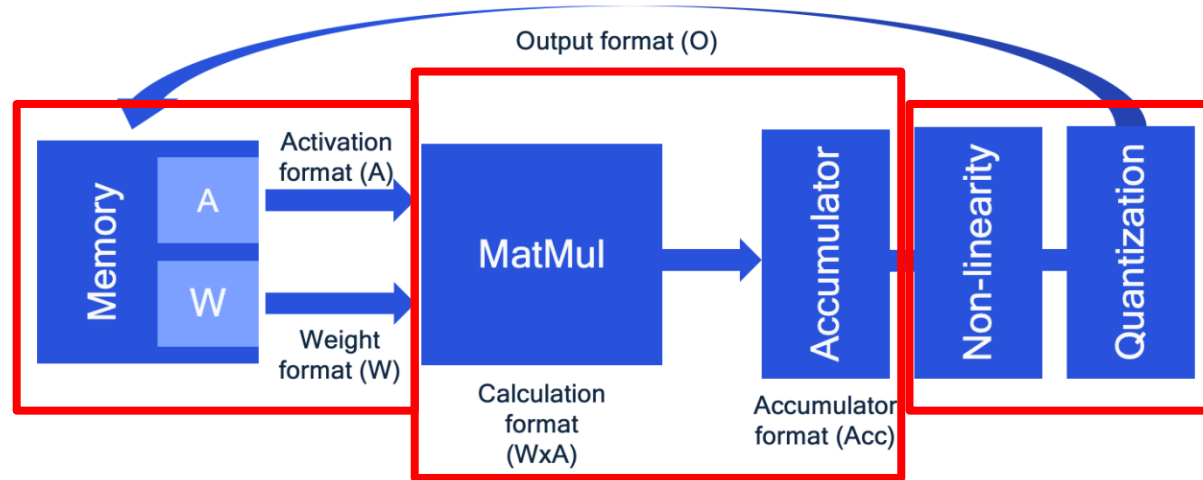 Output format (O)
Memory
A
W
Activation
format (A)
Weight
format (W)
MatMul
Calculation
format
(WxA)
Accumulator
Accumulator
format (Acc)
Non-linearity
Quantization